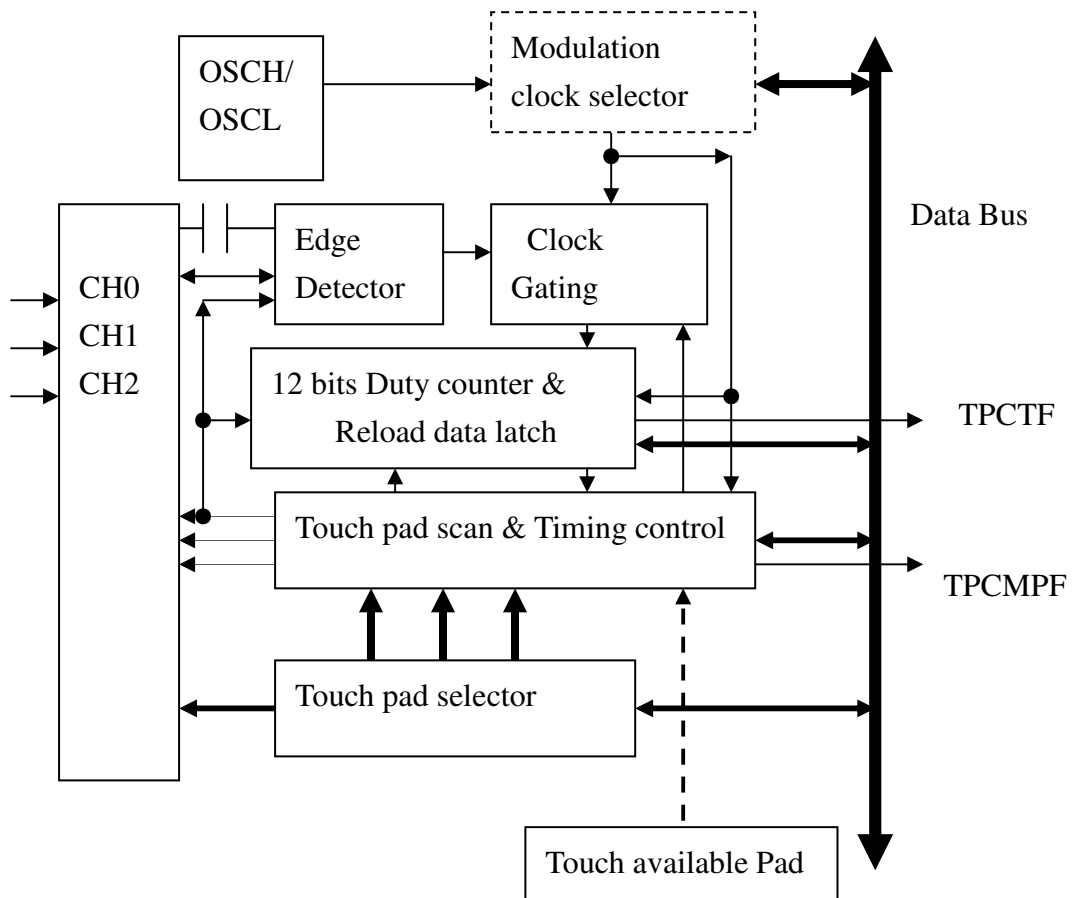 OSCH/
OSCL
Modulation
clock selector
Data Bus
Edge
Detector
Clock
Gating
CH0
CH1
CH2
12 bits Duty counter &
Reload data latch
TPCTF
Touch pad scan & Timing control
TPCMPF
Touch pad selector
Touch available Pad